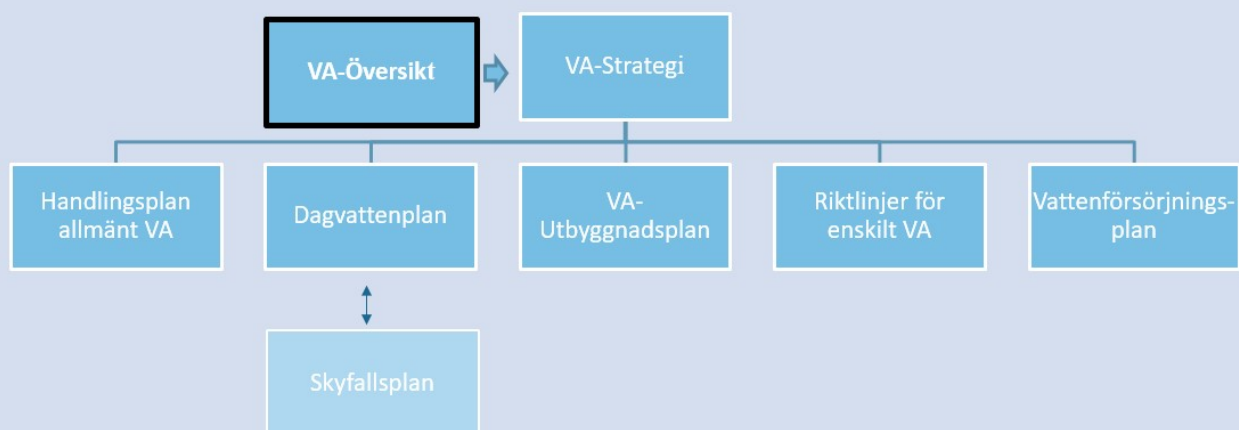 VA-Översikt
VA-Strategi
Handlingsplan
allmänt VA
Dagvattenplan
VA-
Utbyggnadsplan
Riktlinjer för
enskilt VA
Vattenförsörjnings-
plan
Skyfallsplan